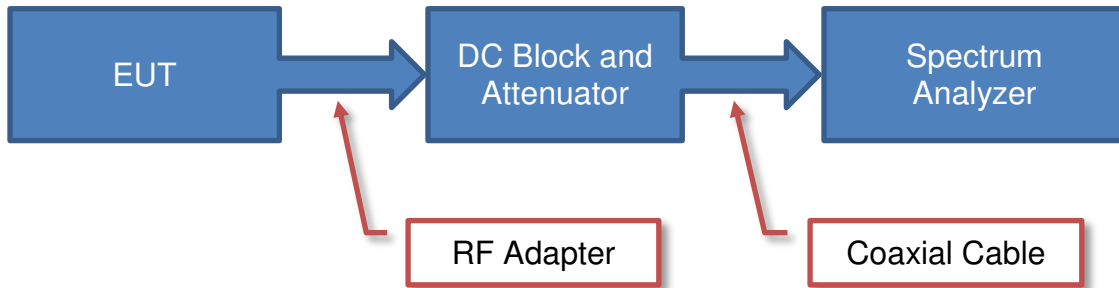 EUT
DC Block and
Attenuator
Spectrum
Analyzer
RF Adapter
Coaxial Cable